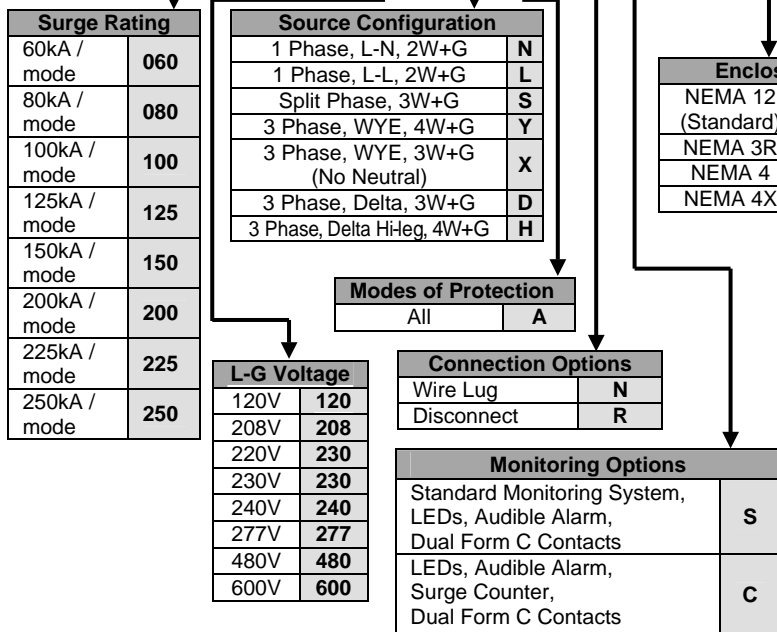 Surge Rating
60kA /
mode 060
80kA /
mode 080
100kA /
mode 100
125kA /
mode 125
150kA /
mode 150
200kA /
mode 200
225kA /
mode 225
250kA /
mode 250
Source Configuration
1 Phase, L-N, 2W+G N
1 Phase, L-L, 2W+G L
Split Phase, 3W+G S
3 Phase, WYE, 4W+G Y
3 Phase, WYE, 3W+G
(No Neutral) X
3 Phase, Delta, 3W+G D
3 Phase, Delta Hi-leg, 4W+G H
Enclos
NEMA 12
(Standard)
NEMA 3R
NEMA 4
NEMA 4X
Modes of Protection
All A
L-G Voltage
120V 120
208V 208
220V 230
230V 230
240V 240
277V 277
480V 480
600V 600
Connection Options
Wire Lug N
Disconnect R
Monitoring Options
Standard Monitoring System,
LEDs, Audible Alarm,
Dual Form C Contacts S
LEDs, Audible Alarm,
Surge Counter,
Dual Form C Contacts C